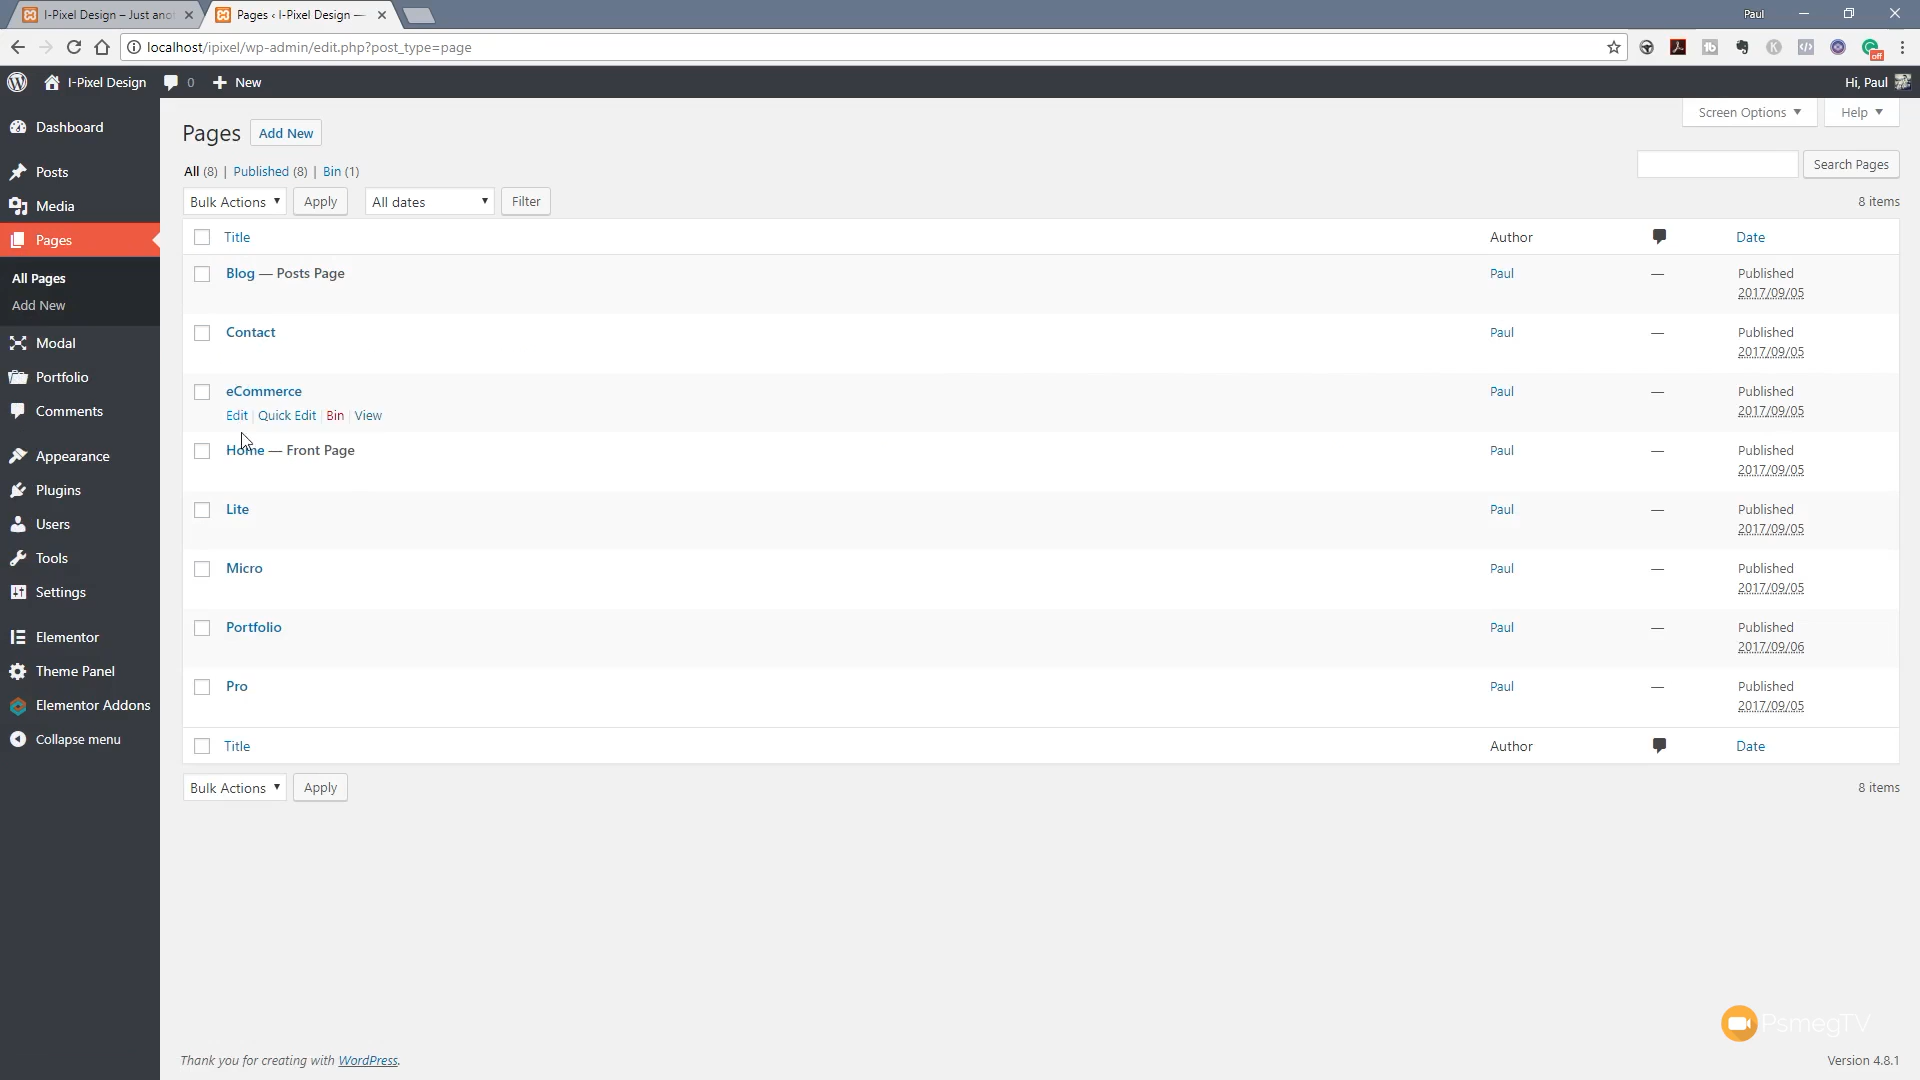 I-Pixel Design – Just ano
Pages ‹ I-Pixel Design —
Paul
localhost/ipixel/wp-admin/edit.php?post_type=page
off
I-Pixel Design
0
New
Hi, Paul
Dashboard
Posts
Media
Pages
All Pages
Add New
Modal
Portfolio
Comments
Appearance
Plugins
Users
Tools
Settings
Elementor
Theme Panel
Elementor Addons
Collapse menu
Screen Options
Help
Pages Add New
All (8) | Published (8) | Bin (1)
Search Pages
Bulk Actions Apply All dates Filter 8 items
Title Author Date
Blog — Posts Page Paul — Published
2017/09/05
Contact Paul — Published
2017/09/05
eCommerce Paul — Published
2017/09/05
Edit | Quick Edit | Bin | View
Home — Front Page Paul — Published
2017/09/05
Lite Paul — Published
2017/09/05
Micro Paul — Published
2017/09/05
Portfolio Paul — Published
2017/09/06
Pro Paul — Published
2017/09/05
Title Author Date
Bulk Actions Apply 8 items
PsmegTV
Thank you for creating with WordPress.
Version 4.8.1